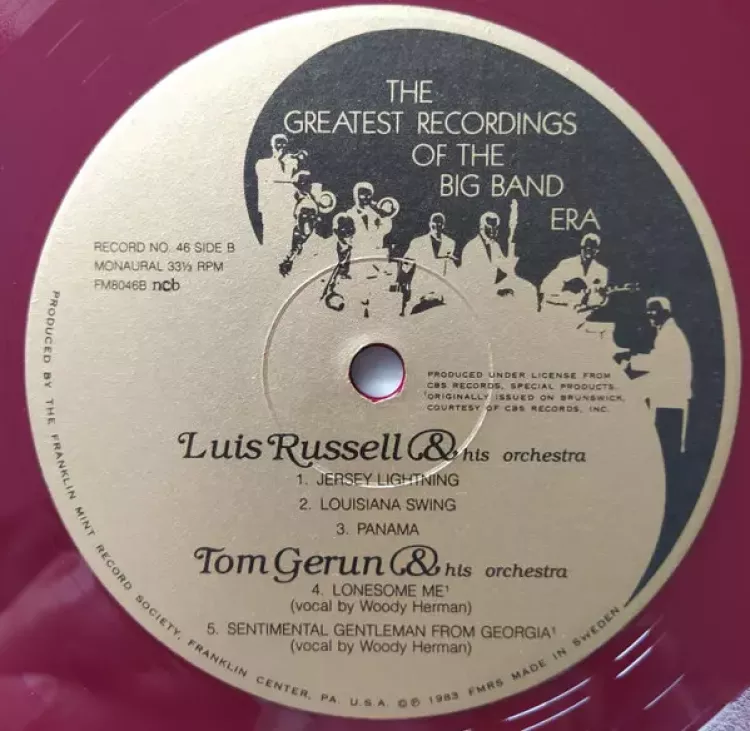 THE
GREATEST RECORDINGS
OF THE
BIG BAND
ERA
RECORD NO. 46 SIDE B
MONAURAL 33⅓ RPM
FM8046B ncb
PRODUCED UNDER LICENSE FROM
CBS RECORDS, SPECIAL PRODUCTS.
¹ORIGINALLY ISSUED ON BRUNSWICK,
COURTESY OF CBS RECORDS, INC.
Luis Russell & his orchestra
1. JERSEY LIGHTNING
2. LOUISIANA SWING
3. PANAMA
Tom Gerun & his orchestra
4. LONESOME ME¹
(vocal by Woody Herman)
5. SENTIMENTAL GENTLEMAN FROM GEORGIA¹
(vocal by Woody Herman)
PRODUCED BY THE FRANKLIN MINT RECORD SOCIETY, FRANKLIN CENTER, PA. U.S.A. © ℗ 1983 FMRS MADE IN SWEDEN